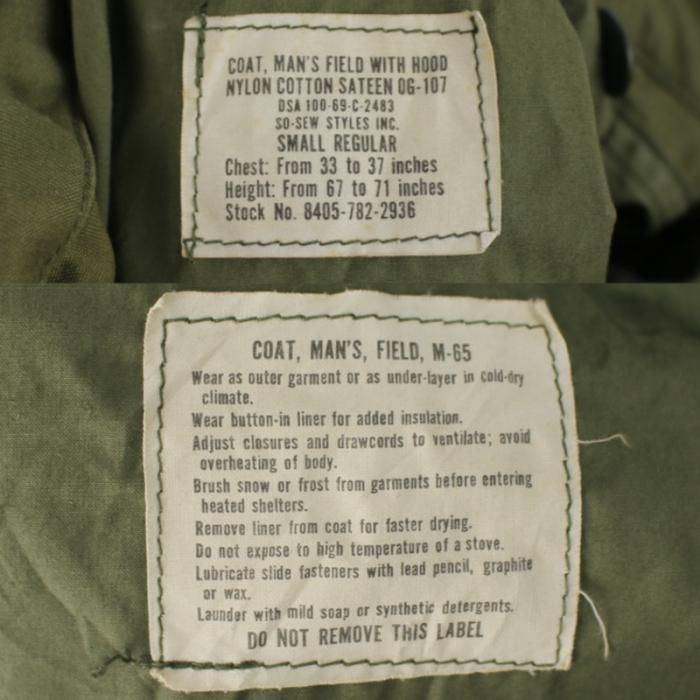 COAT, MAN'S FIELD WITH HOOD
NYLON COTTON SATEEN OG-107
DSA 100-69-C-2483
SO-SEW STYLES INC.
SMALL REGULAR
Chest: From 33 to 37 inches
Height: From 67 to 71 inches
Stock No. 8405-782-2936
COAT, MAN'S, FIELD, M-65
Wear as outer garment or as under-layer in cold-dry
climate.
Wear button-in liner for added insulation.
Adjust closures and drawcords to ventilate; avoid
overheating of body.
Brush snow or frost from garments before entering
heated shelters.
Remove liner from coat for faster drying.
Do not expose to high temperature of a stove.
Lubricate slide fasteners with lead pencil, graphite
or wax.
Launder with mild soap or synthetic detergents.
DO NOT REMOVE THIS LABEL